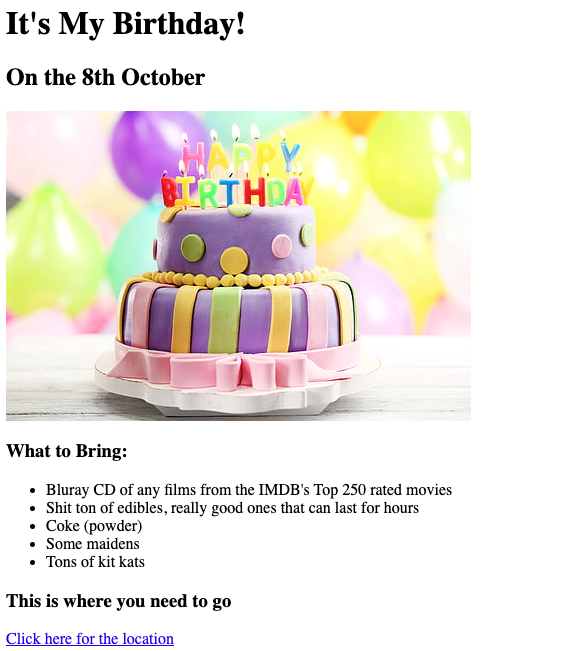 It's My Birthday!
On the 8th October
HAPPY
BIRTHDAY
What to Bring:
Bluray CD of any films from the IMDB's Top 250 rated movies
Shit ton of edibles, really good ones that can last for hours
Coke (powder)
Some maidens
Tons of kit kats
This is where you need to go
Click here for the location